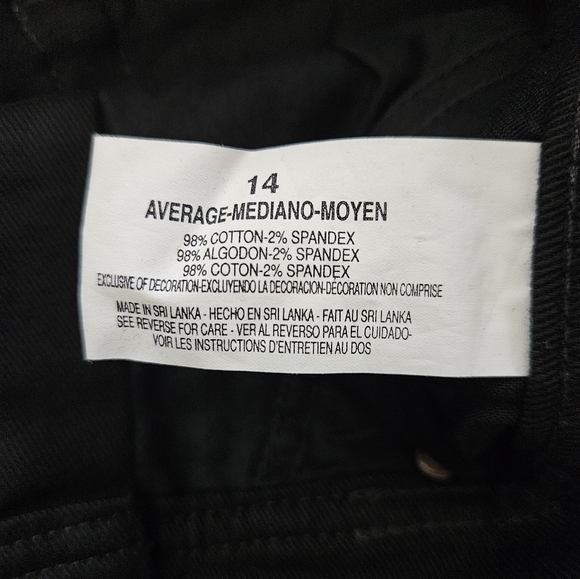 14
AVERAGE-MEDIANO-MOYEN
98% COTTON-2% SPANDEX
98% ALGODON-2% SPANDEX
98% COTON-2% SPANDEX
EXCLUSIVE OF DECORATION-EXCLUYENDO LA DECORACION-DÉCORATION NON COMPRISE
MADE IN SRI LANKA - HECHO EN SRI LANKA - FAIT AU SRI LANKA
SEE REVERSE FOR CARE - VER AL REVERSO PARA EL CUIDADO-
VOIR LES INSTRUCTIONS D'ENTRETIEN AU DOS